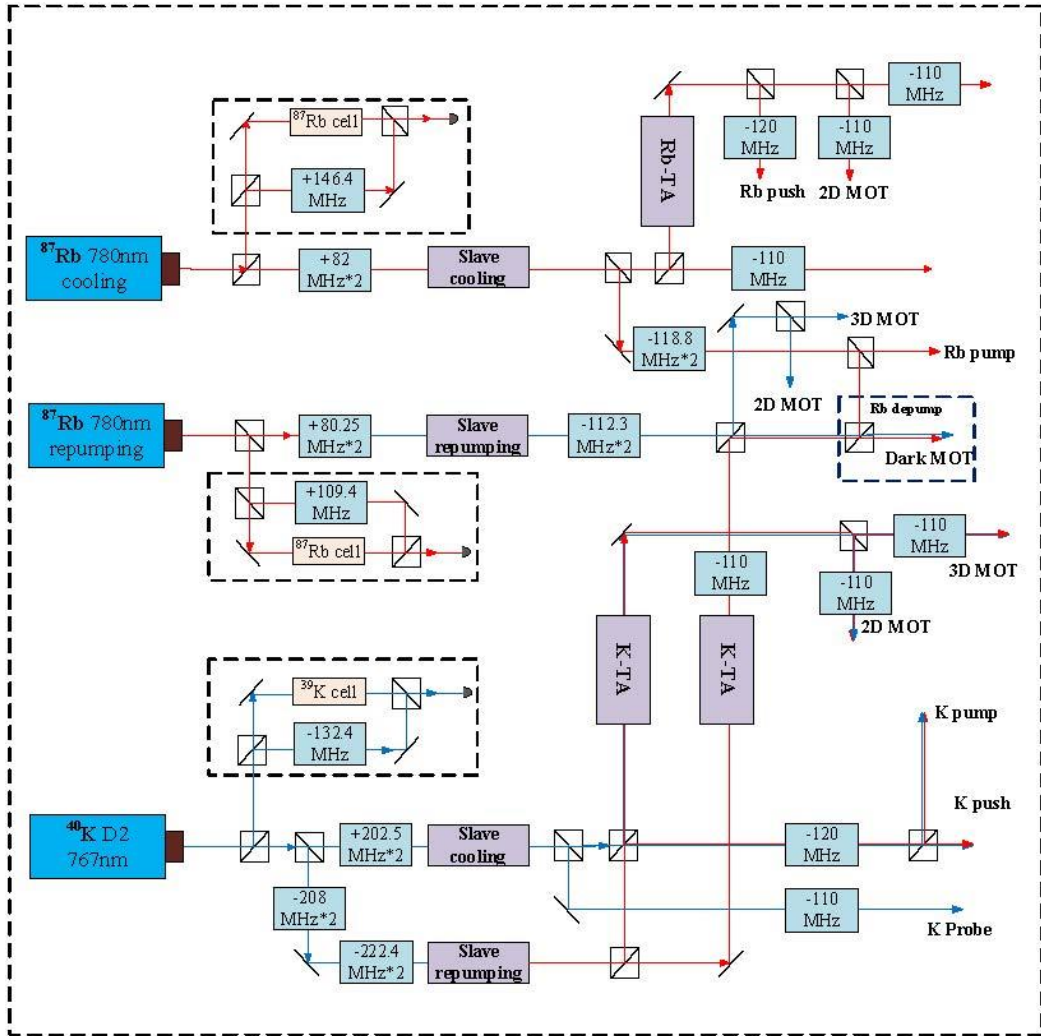 -110
MHz
⁸⁷Rb cell
-120
MHz
-110
MHz
Rb-TA
+146.4
MHz
Rb push
2D MOT
⁸⁷Rb 780nm
cooling
+82
MHz*2
Slave
cooling
-110
MHz
3D MOT
-118.8
MHz*2
Rb pump
2D MOT
⁸⁷Rb 780nm
repumping
+80.25
MHz*2
Slave
repumping
-112.3
MHz*2
Rb depump
Dark MOT
+109.4
MHz
⁸⁷Rb cell
-110
MHz
3D MOT
-110
MHz
-110
MHz
2D MOT
K-TA
K-TA
³⁹K cell
-132.4
MHz
K pump
K push
⁴⁰K D2
767nm
+202.5
MHz*2
Slave
cooling
-120
MHz
-208
MHz*2
-110
MHz
K Probe
-222.4
MHz*2
Slave
repumping